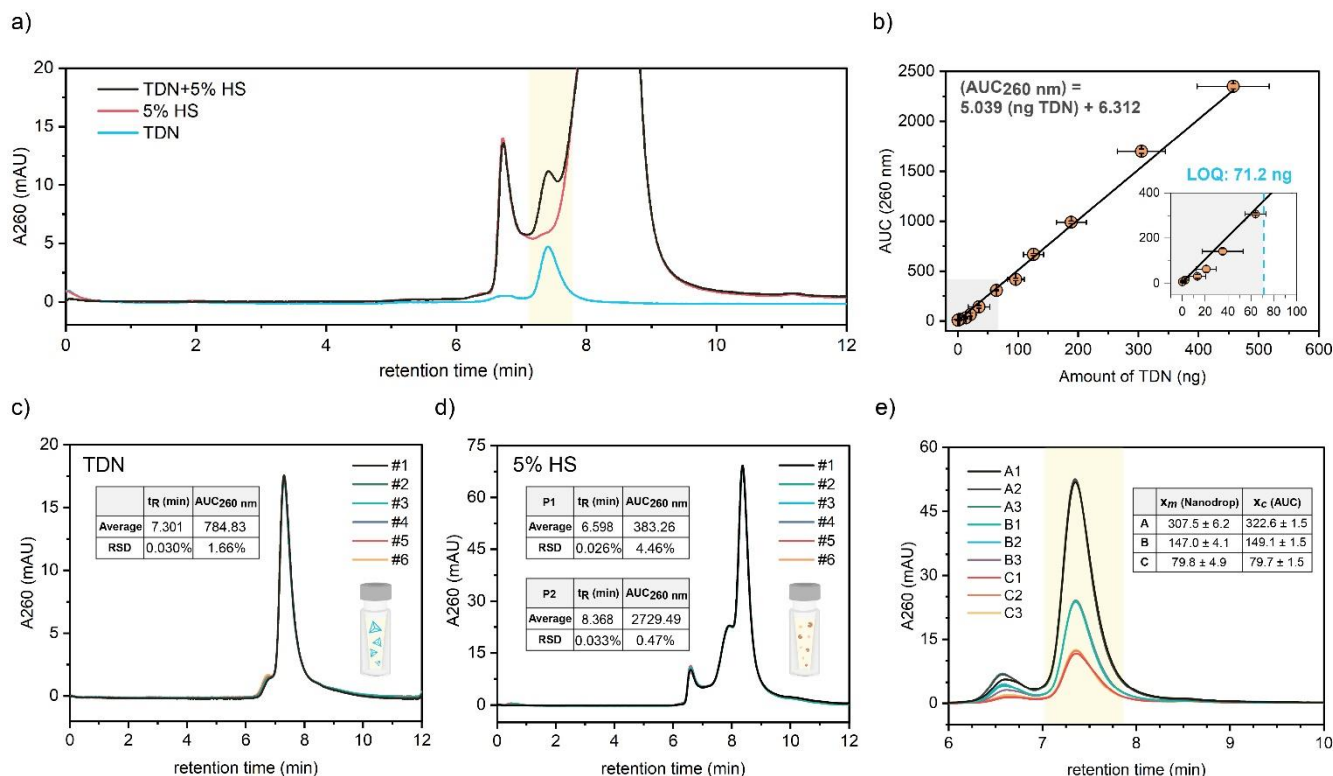 a)
20
15
10
5
0
A260 (mAU)
TDN+5% HS
5% HS
TDN
0 2 4 6 8 10 12
retention time (min)
b)
2500
2000
1500
1000
500
0
AUC (260 nm)
(AUC260 nm) =
5.039 (ng TDN) + 6.312
LOQ: 71.2 ng
400
200
0
0 20 40 60 80 100
0 100 200 300 400 500 600
Amount of TDN (ng)
c)
20
15
10
5
0
A260 (mAU)
TDN
tR (min) AUC260 nm
Average 7.301 784.83
RSD 0.030% 1.66%
#1
#2
#3
#4
#5
#6
0 2 4 6 8 10 12
retention time (min)
d)
75
60
45
30
15
0
A260 (mAU)
5% HS
P1 tR (min) AUC260 nm
Average 6.598 383.26
RSD 0.026% 4.46%
P2 tR (min) AUC260 nm
Average 8.368 2729.49
RSD 0.033% 0.47%
#1
#2
#3
#4
#5
#6
0 2 4 6 8 10 12
retention time (min)
e)
60
45
30
15
0
A260 (mAU)
A1
A2
A3
B1
B2
B3
C1
C2
C3
xm (Nanodrop) xc (AUC)
A 307.5 ± 6.2 322.6 ± 1.5
B 147.0 ± 4.1 149.1 ± 1.5
C 79.8 ± 4.9 79.7 ± 1.5
6 7 8 9 10
retention time (min)